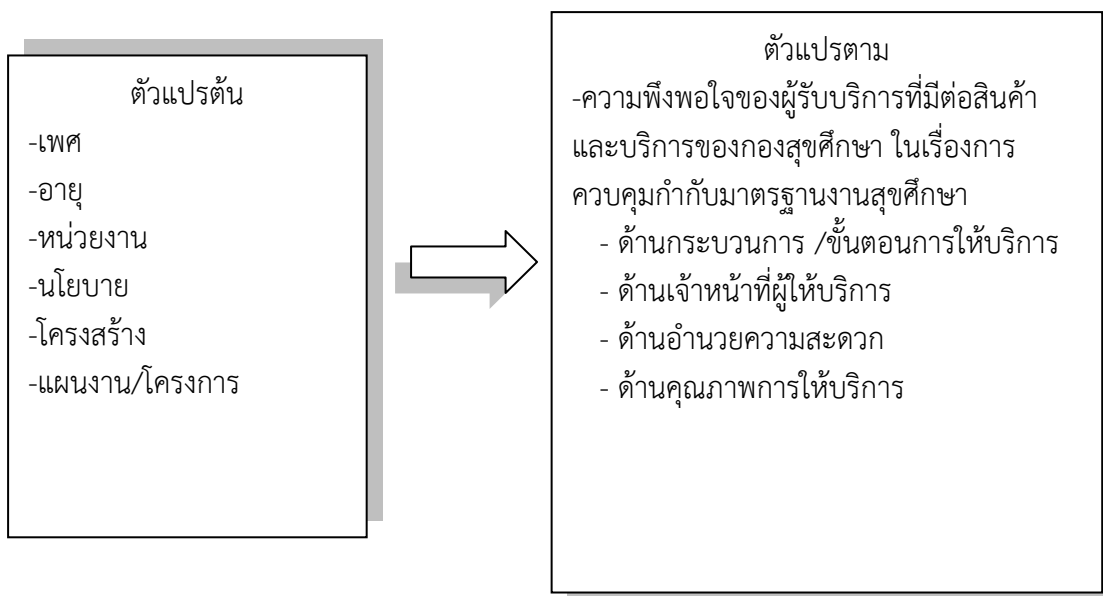 ตัวแปรต้น
-เพศ
-อายุ
-หน่วยงาน
-นโยบาย
-โครงสร้าง
-แผนงาน/โครงการ
ตัวแปรตาม
-ความพึงพอใจของผู้รับบริการที่มีต่อสินค้า
และบริการของกองสุขศึกษา ในเรื่องการ
ควบคุมกำกับมาตรฐานงานสุขศึกษา
- ด้านกระบวนการ /ขั้นตอนการให้บริการ
- ด้านเจ้าหน้าที่ผู้ให้บริการ
- ด้านอำนวยความสะดวก
- ด้านคุณภาพการให้บริการ